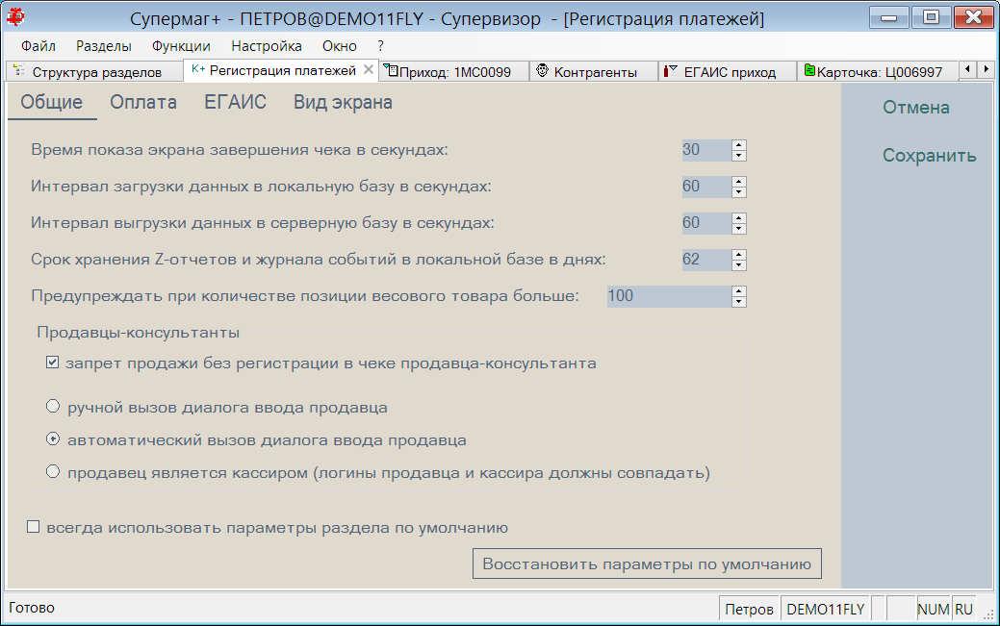 Супермаг+ - ПЕТРОВ@DEMO11FLY - Супервизор - [Регистрация платежей]
Файл Разделы Функции Настройка Окно ?
Структура разделов К+ Регистрация платежей Приход: 1МС0099 Контрагенты ЕГАИС приход Карточка: Ц006997
Общие Оплата ЕГАИС Вид экрана
Отмена
Время показа экрана завершения чека в секундах: 30
Сохранить
Интервал загрузки данных в локальную базу в секундах: 60
Интервал выгрузки данных в серверную базу в секундах: 60
Срок хранения Z-отчетов и журнала событий в локальной базе в днях: 62
Предупреждать при количестве позиции весового товара больше: 100
Продавцы-консультанты
запрет продажи без регистрации в чеке продавца-консультанта
ручной вызов диалога ввода продавца
автоматический вызов диалога ввода продавца
продавец является кассиром (логины продавца и кассира должны совпадать)
всегда использовать параметры раздела по умолчанию
Восстановить параметры по умолчанию
Готово Петров DEMO11FLY NUM RU